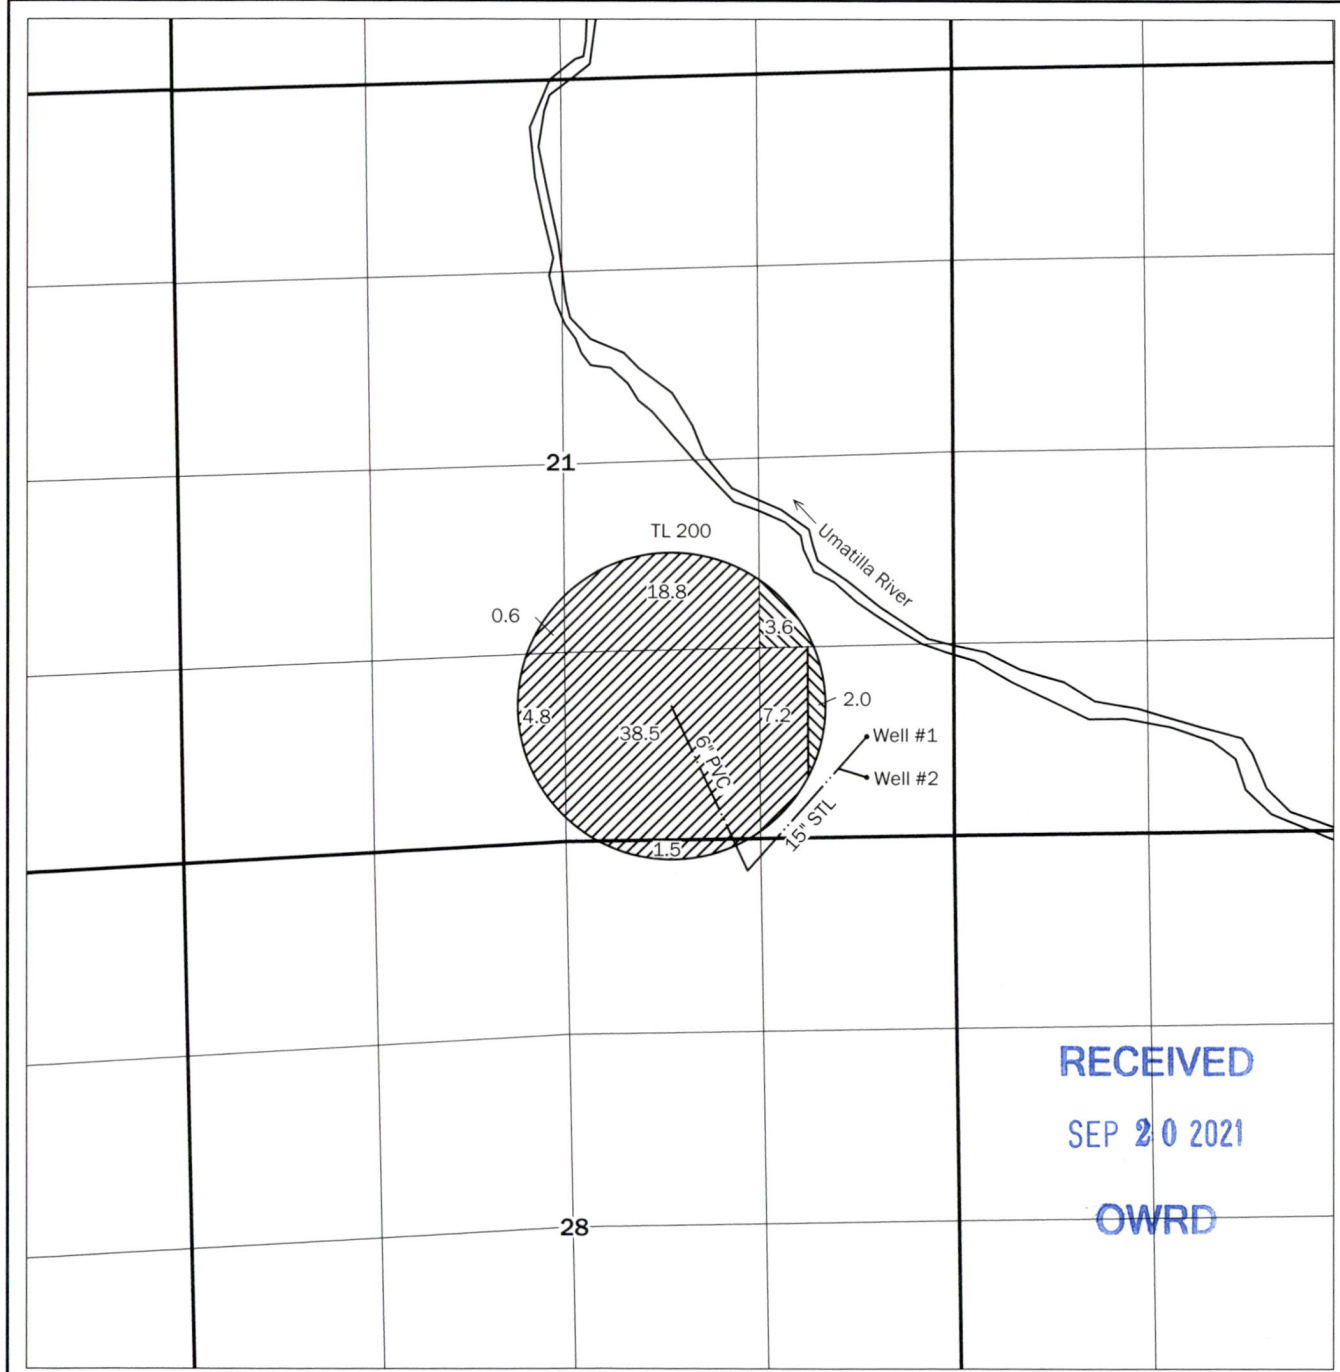 21
TL 200
Umatilla River
18.8
0.6
3.6
2.0
4.8
38.5
7.2
6" PVC
Well #1
Well #2
15" STL
1.5
RECEIVED
SEP 20 2021
OWRD
28